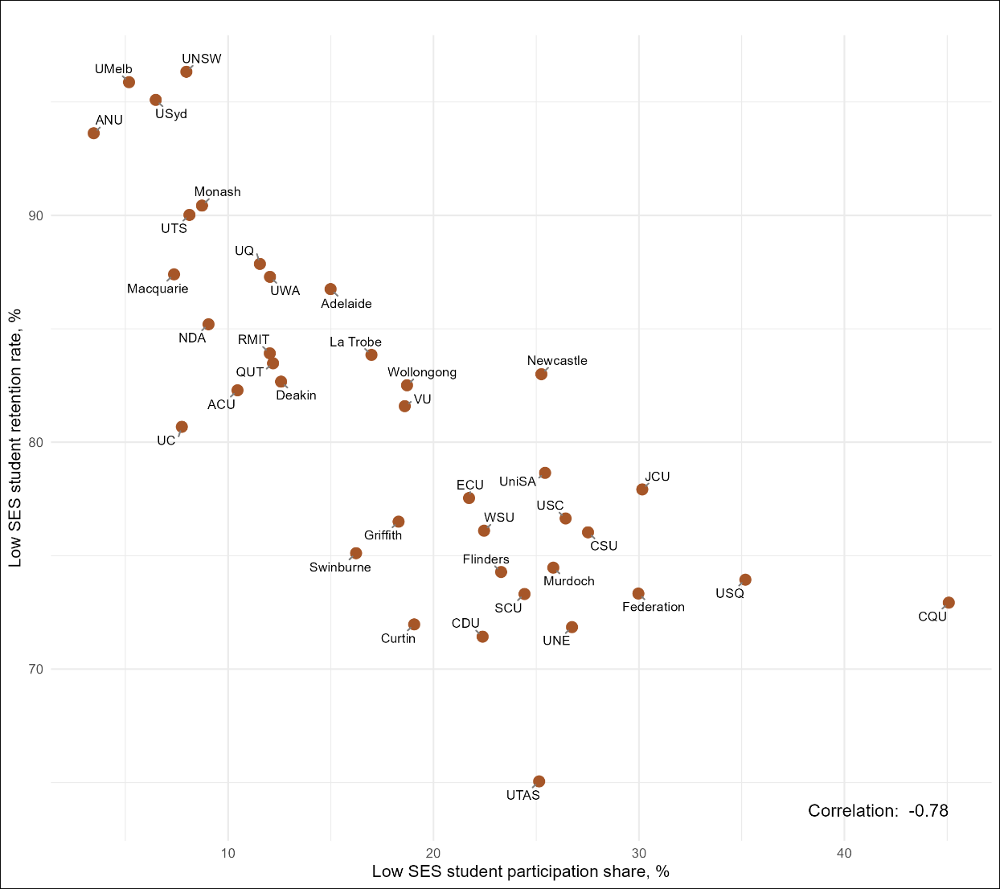 UNSW
UMelb
USyd
ANU
Monash
90
UTS
UQ
Macquarie
UWA
Adelaide
NDA
RMIT
La Trobe
Newcastle
QUT
Wollongong
Deakin
VU
ACU
UC
80
JCU
UniSA
ECU
USC
WSU
Griffith
CSU
Flinders
Swinburne
Murdoch
USQ
SCU
Federation
CQU
CDU
Curtin
UNE
70
UTAS
Correlation:  -0.78
10
20
30
40
Low SES student participation share, %
Low SES student retention rate, %